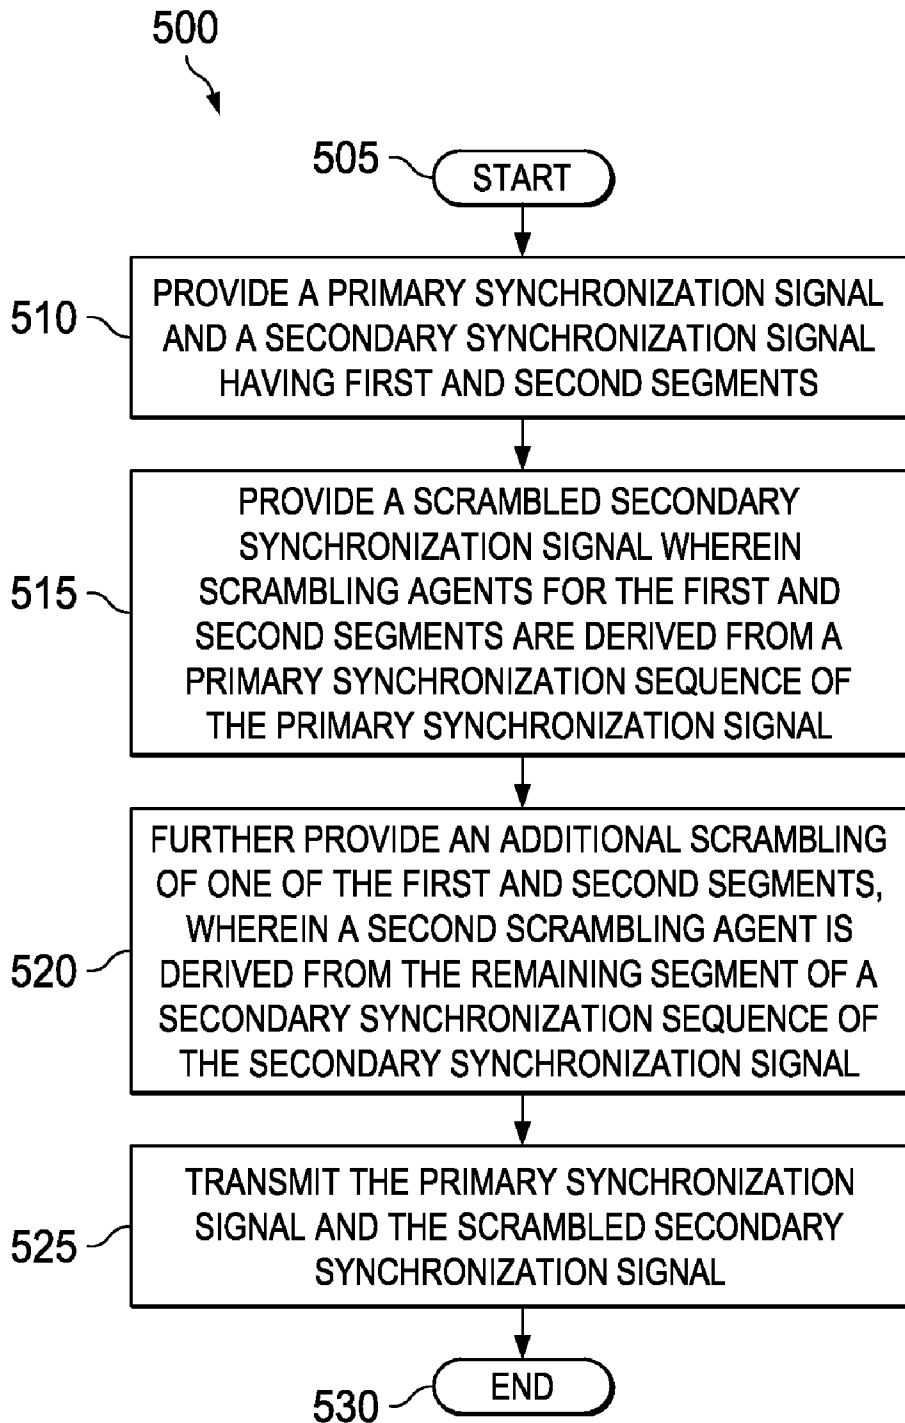 500
505
START
510
PROVIDE A PRIMARY SYNCHRONIZATION SIGNAL
AND A SECONDARY SYNCHRONIZATION SIGNAL
HAVING FIRST AND SECOND SEGMENTS
515
PROVIDE A SCRAMBLED SECONDARY
SYNCHRONIZATION SIGNAL WHEREIN
SCRAMBLING AGENTS FOR THE FIRST AND
SECOND SEGMENTS ARE DERIVED FROM A
PRIMARY SYNCHRONIZATION SEQUENCE OF
THE PRIMARY SYNCHRONIZATION SIGNAL
520
FURTHER PROVIDE AN ADDITIONAL SCRAMBLING
OF ONE OF THE FIRST AND SECOND SEGMENTS,
WHEREIN A SECOND SCRAMBLING AGENT IS
DERIVED FROM THE REMAINING SEGMENT OF A
SECONDARY SYNCHRONIZATION SEQUENCE OF
THE SECONDARY SYNCHRONIZATION SIGNAL
525
TRANSMIT THE PRIMARY SYNCHRONIZATION
SIGNAL AND THE SCRAMBLED SECONDARY
SYNCHRONIZATION SIGNAL
530
END